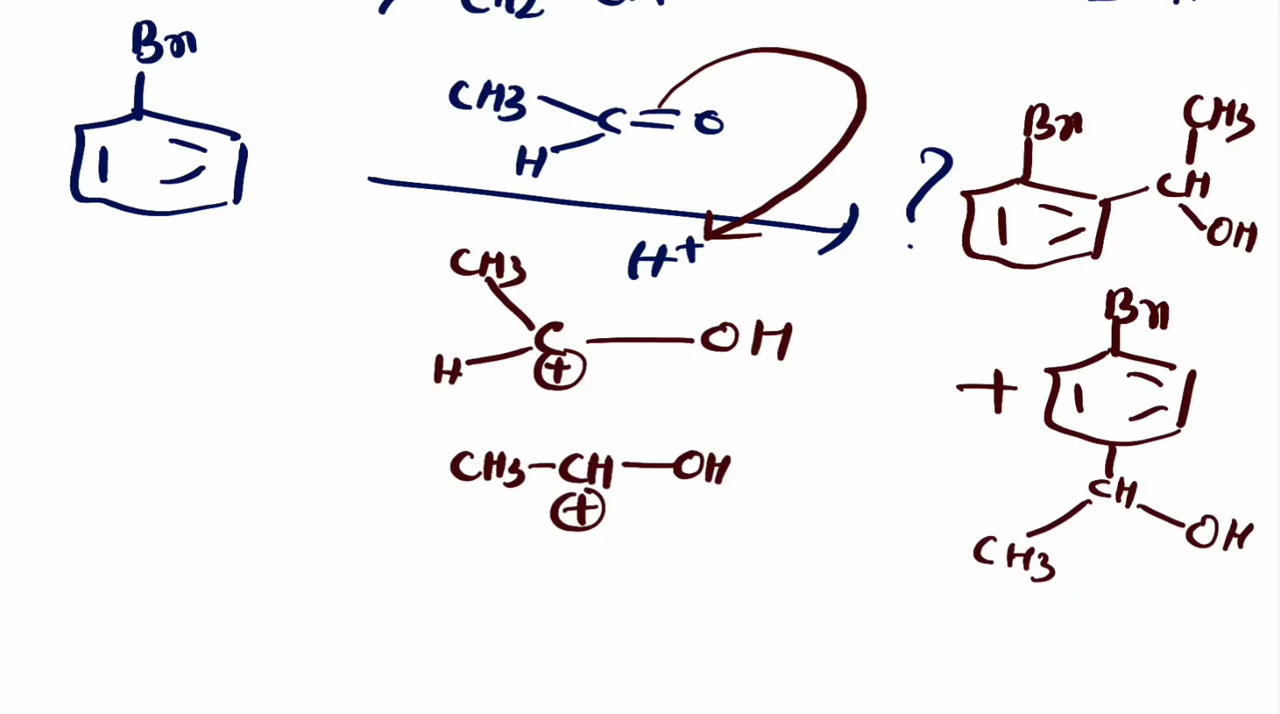 Br
CH3
C=O
H
H+
?
Br
CH3
CH
OH
CH3
H
C
+
OH
CH3-CH-OH
+
+
Br
CH
CH3
OH